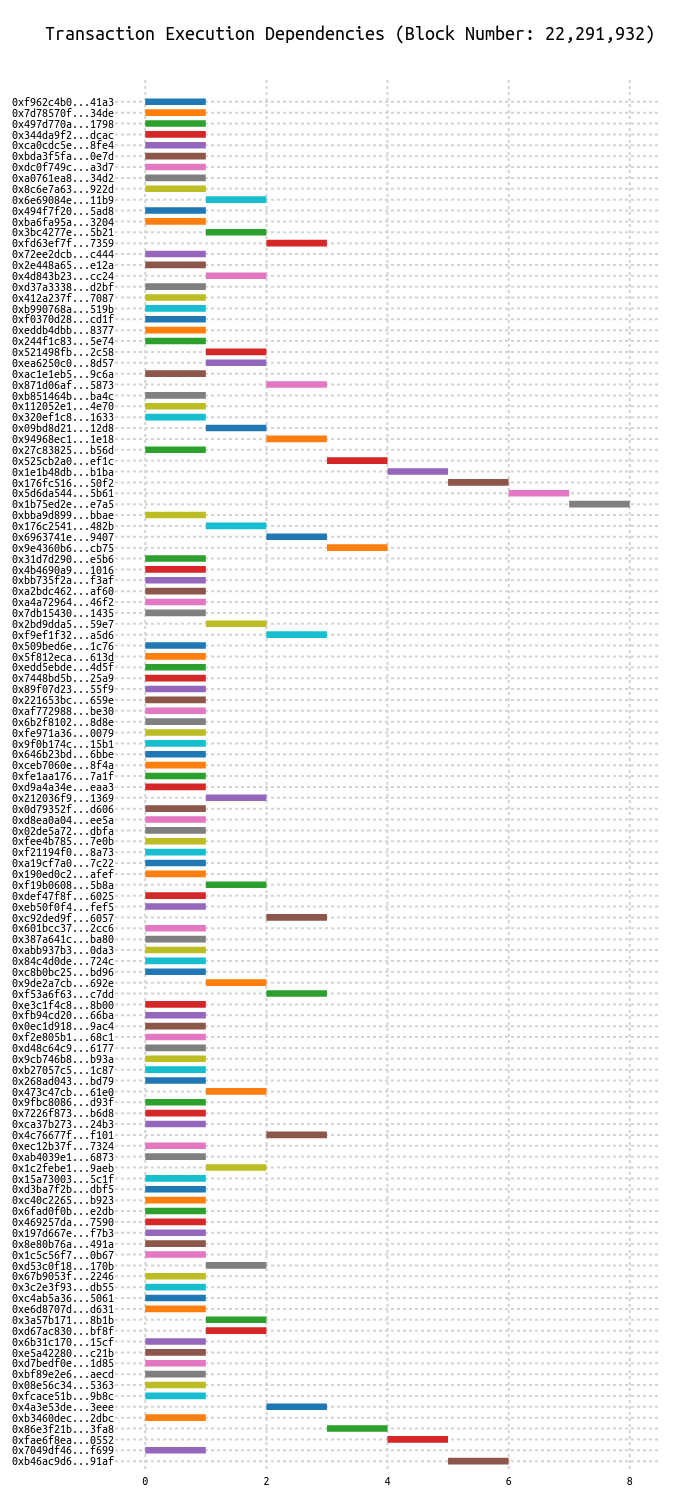 Transaction Execution Dependencies (Block Number: 22,291,932)
0xf962c4b0...41a3
0x7d78570f...34de
0x497d770a...1798
0x344da9f2...dcac
0xca0cdc5e...8fe4
0xbda3f5fa...0e7d
0xdc0f749c...a3d7
0xa0761ea8...34d2
0x8c6e7a63...922d
0x6e69084e...11b9
0x494f7f20...5ad8
0xba6fa95a...3204
0x3bc4277e...5b21
0xfd63ef7f...7359
0x72ee2dcb...c444
0x2e448a65...e12a
0x4d843b23...cc24
0xd37a3338...d2bf
0x412a237f...7087
0xb990768a...519b
0xf0370d28...cd1f
0xeddb4dbb...8377
0x244f1c83...5e74
0x521498fb...2c58
0xea6250c0...8d57
0xac1e1eb5...9c6a
0x871d06af...5873
0xb851464b...ba4c
0x112052e1...4e70
0x320ef1c8...1633
0x09bd8d21...12d8
0x94968ec1...1e18
0x27c83825...b56d
0x525cb2a0...ef1c
0x1e1b48db...b1ba
0x176fc516...50f2
0x5d6da544...5b61
0x1b75ed2e...e7a5
0xbba9d899...bbae
0x176c2541...482b
0x6963741e...9407
0x9e4360b6...cb75
0x31d7d290...e5b6
0x4b4690a9...1016
0xbb735f2a...f3af
0xa2bdc462...af60
0xa4a72964...46f2
0x7db15430...1435
0x2bd9dda5...59e7
0xf9ef1f32...a5d6
0x509bed6e...1c76
0x5f812eca...613d
0xedd5ebde...4d5f
0x7448bd5b...25a9
0x89f07d23...55f9
0x221653bc...659e
0xaf772988...be30
0x6b2f8102...8d8e
0xfe971a36...0079
0x9f0b174c...15b1
0x646b23bd...6bbe
0xceb7060e...8f4a
0xfe1aa176...7a1f
0xd9a4a34e...eaa3
0x212036f9...1369
0x0d79352f...d606
0xd8ea0a04...ee5a
0x02de5a72...dbfa
0xfee4b785...7e0b
0xf21194f0...8a73
0xa19cf7a0...7c22
0x190ed0c2...afef
0xf19b0608...5b8a
0xdef47f8f...6025
0xeb50f0f4...fef5
0xc92ded9f...6057
0x601bcc37...2cc6
0x387a641c...ba80
0xabb937b3...0da3
0x84c4d0de...724c
0xc8b0bc25...bd96
0x9de2a7cb...692e
0xf53a6f63...c7dd
0xe3c1f4c8...8b00
0xfb94cd20...66ba
0x0ec1d918...9ac4
0xf2e805b1...68c1
0xd48c64c9...6177
0x9cb746b8...b93a
0xb27057c5...1c87
0x268ad043...bd79
0x473c47cb...61e0
0x9fbc8086...d93f
0x7226f873...b6d8
0xca37b273...24b3
0x4c76677f...f101
0xec12b37f...7324
0xab4039e1...6873
0x1c2febe1...9aeb
0x15a73003...5c1f
0xd3ba7f2b...dbf5
0xc40c2265...b923
0x6fad0f0b...e2db
0x469257da...7590
0x197d667e...f7b3
0x8e80b76a...491a
0x1c5c56f7...0b67
0xd53c0f18...170b
0x67b9053f...2246
0x3c2e3f93...db55
0xc4ab5a36...5061
0xe6d8707d...d631
0x3a57b171...8b1b
0xd67ac830...bf8f
0x6b31c170...15cf
0xe5a42280...c21b
0xd7bedf0e...1d85
0xbf89e2e6...aecd
0x08e56c34...5363
0xfcace51b...9b8c
0x4a3e53de...3eee
0xb3460dec...2dbc
0x86e3f21b...3fa8
0xfae6f8ea...0552
0x7049df46...f699
0xb46ac9d6...91af
0 2 4 6 8